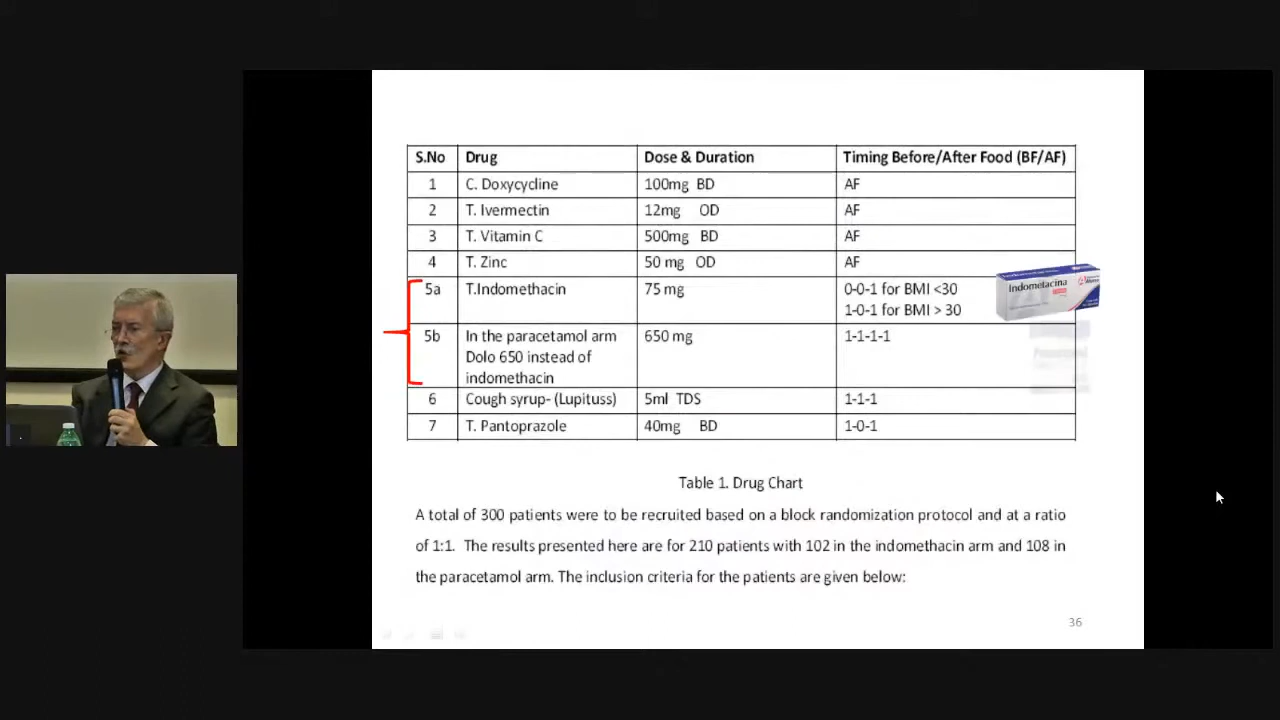 S.No Drug Dose & Duration Timing Before/After Food (BF/AF)
1 C. Doxycycline 100mg BD AF
2 T. Ivermectin 12mg OD AF
3 T. Vitamin C 500mg BD AF
4 T. Zinc 50 mg OD AF
5a T.Indomethacin 75 mg 0-0-1 for BMI <30
1-0-1 for BMI > 30
Indometacina
5b In the paracetamol arm 650 mg 1-1-1-1
Dolo 650 instead of
indomethacin
6 Cough syrup- (Lupituss) 5ml TDS 1-1-1
7 T. Pantoprazole 40mg BD 1-0-1
Table 1. Drug Chart
A total of 300 patients were to be recruited based on a block randomization protocol and at a ratio
of 1:1. The results presented here are for 210 patients with 102 in the indomethacin arm and 108 in
the paracetamol arm. The inclusion criteria for the patients are given below:
36